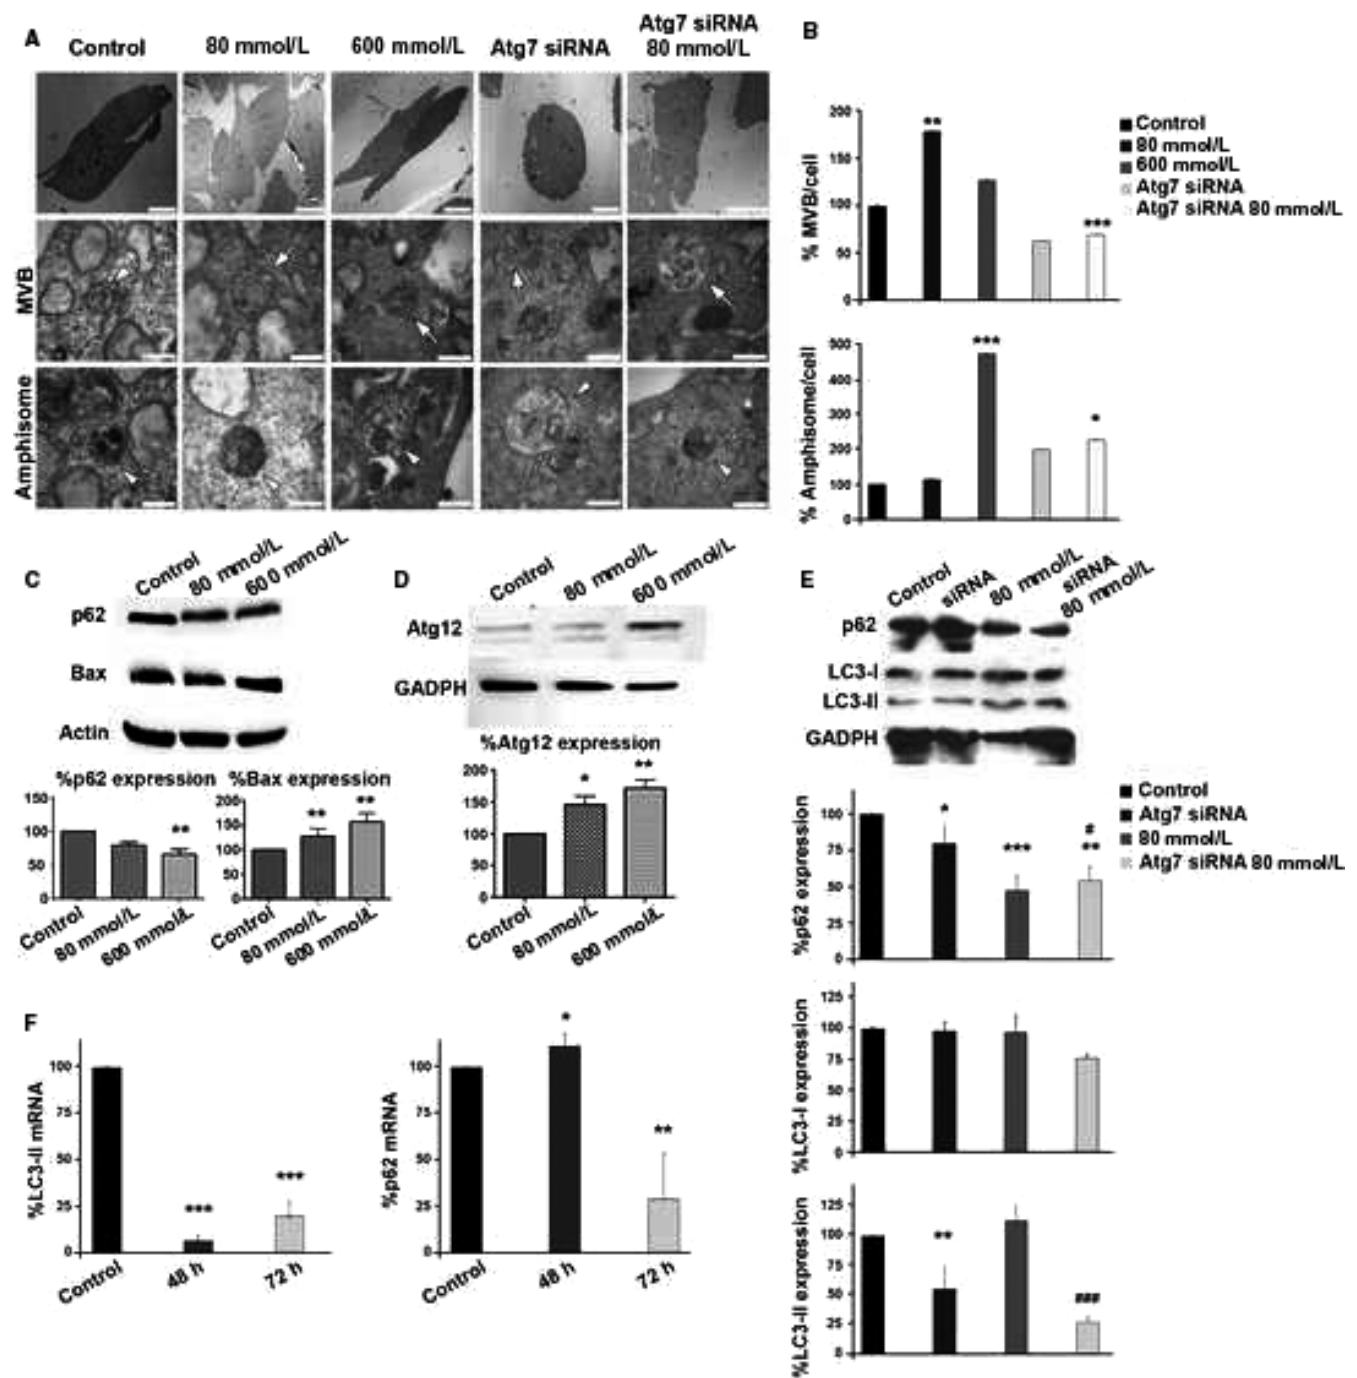 A
Control
80 mmol/L
600 mmol/L
Atg7 siRNA
Atg7 siRNA
80 mmol/L
MVB
Amphisome
B
% MVB/cell
200
150
100
50
0
**
***
Control
80 mmol/L
600 mmol/L
Atg7 siRNA
Atg7 siRNA 80 mmol/L
% Amphisome/cell
500
400
300
200
100
0
***
*
C
Control
80 mmol/L
600 mmol/L
p62
Bax
Actin
%p62 expression
150
100
50
0
**
Control
80 mmol/L
600 mmol/L
%Bax expression
200
150
100
50
0
**
**
Control
80 mmol/L
600 mmol/L
D
Control
80 mmol/L
600 mmol/L
Atg12
GADPH
%Atg12 expression
200
150
100
50
0
*
**
Control
80 mmol/L
600 mmol/L
E
Control
siRNA
80 mmol/L
siRNA
80 mmol/L
p62
LC3-I
LC3-II
GADPH
Control
Atg7 siRNA
80 mmol/L
Atg7 siRNA 80 mmol/L
%p62 expression
100
75
50
25
0
*
***
#
**
%LC3-I expression
125
100
75
50
25
0
%LC3-II expression
125
100
75
50
25
0
**
###
F
%LC3-II mRNA
100
75
50
25
0
***
***
Control
48 h
72 h
%p62 mRNA
100
75
50
25
0
*
**
Control
48 h
72 h